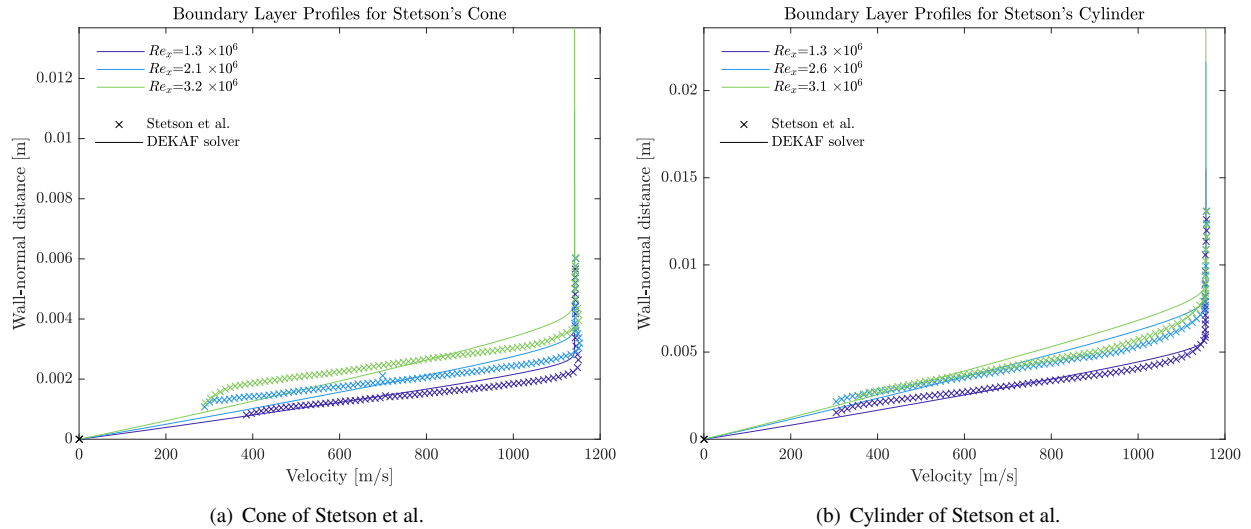 Boundary Layer Profiles for Stetson's Cone
Re_x=1.3 ×10^6
Re_x=2.1 ×10^6
Re_x=3.2 ×10^6
Stetson et al.
DEKAF solver
Wall-normal distance [m]
0.012
0.01
0.008
0.006
0.004
0.002
0
0 200 400 600 800 1000 1200
Velocity [m/s]
(a) Cone of Stetson et al.
Boundary Layer Profiles for Stetson's Cylinder
Re_x=1.3 ×10^6
Re_x=2.6 ×10^6
Re_x=3.1 ×10^6
Stetson et al.
DEKAF solver
Wall-normal distance [m]
0.02
0.015
0.01
0.005
0
0 200 400 600 800 1000 1200
Velocity [m/s]
(b) Cylinder of Stetson et al.